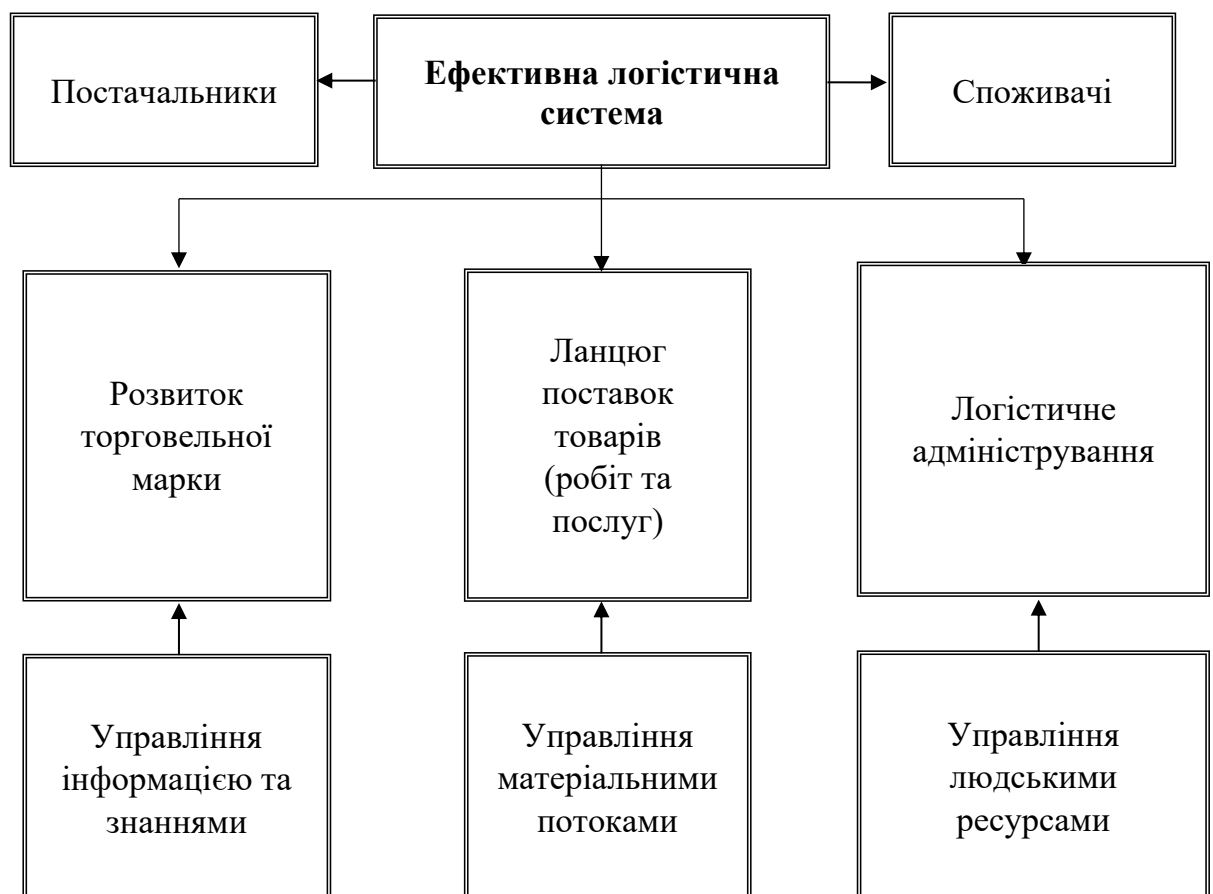 Постачальники
Ефективна логістична
система
Споживачі
Розвиток
торговельної
марки
Ланцюг
поставок
товарів
(робіт та
послуг)
Логістичне
адміністрування
Управління
інформацією та
знаннями
Управління
матеріальними
потоками
Управління
людськими
ресурсами